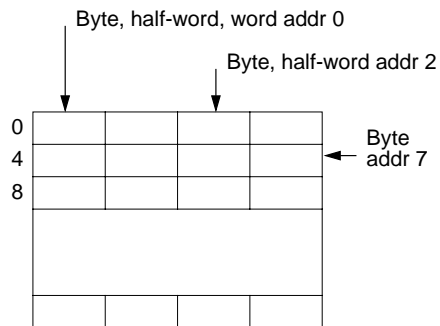 Byte, half-word, word addr 0
Byte, half-word addr 2
0
4
8
Byte
addr 7